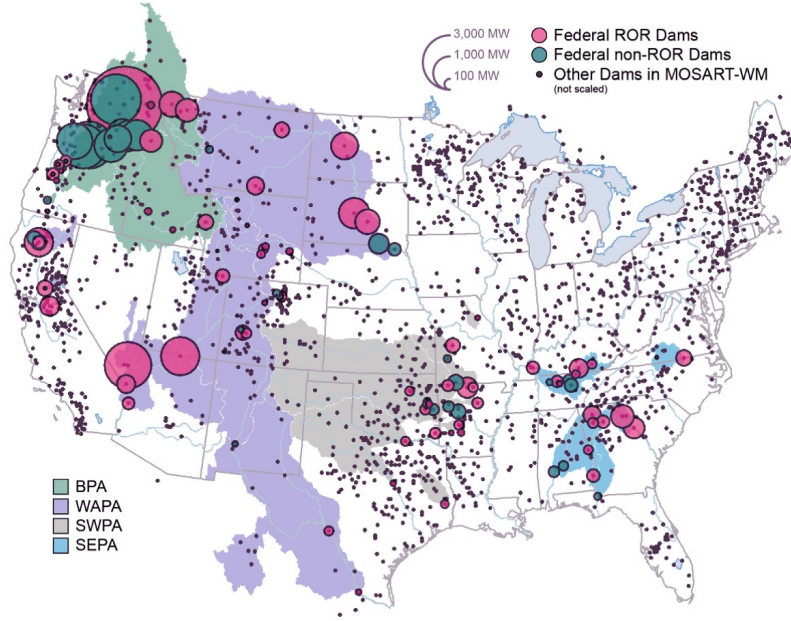 3,000 MW
1,000 MW
100 MW
Federal ROR Dams
Federal non-ROR Dams
Other Dams in MOSART-WM
(not scaled)
BPA
WAPA
SWPA
SEPA